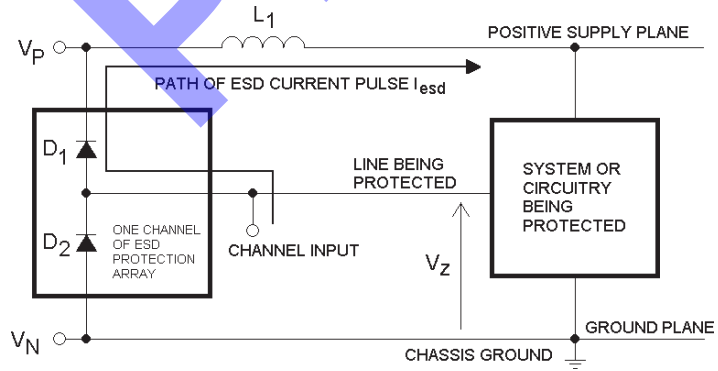 L1
POSITIVE SUPPLY PLANE
VP
PATH OF ESD CURRENT PULSE Iesd
D1
LINE BEING
PROTECTED
SYSTEM OR
CIRCUITRY
BEING
PROTECTED
ONE CHANNEL
OF ESD
PROTECTION
ARRAY
D2
CHANNEL INPUT
VZ
GROUND PLANE
VN
CHASSIS GROUND